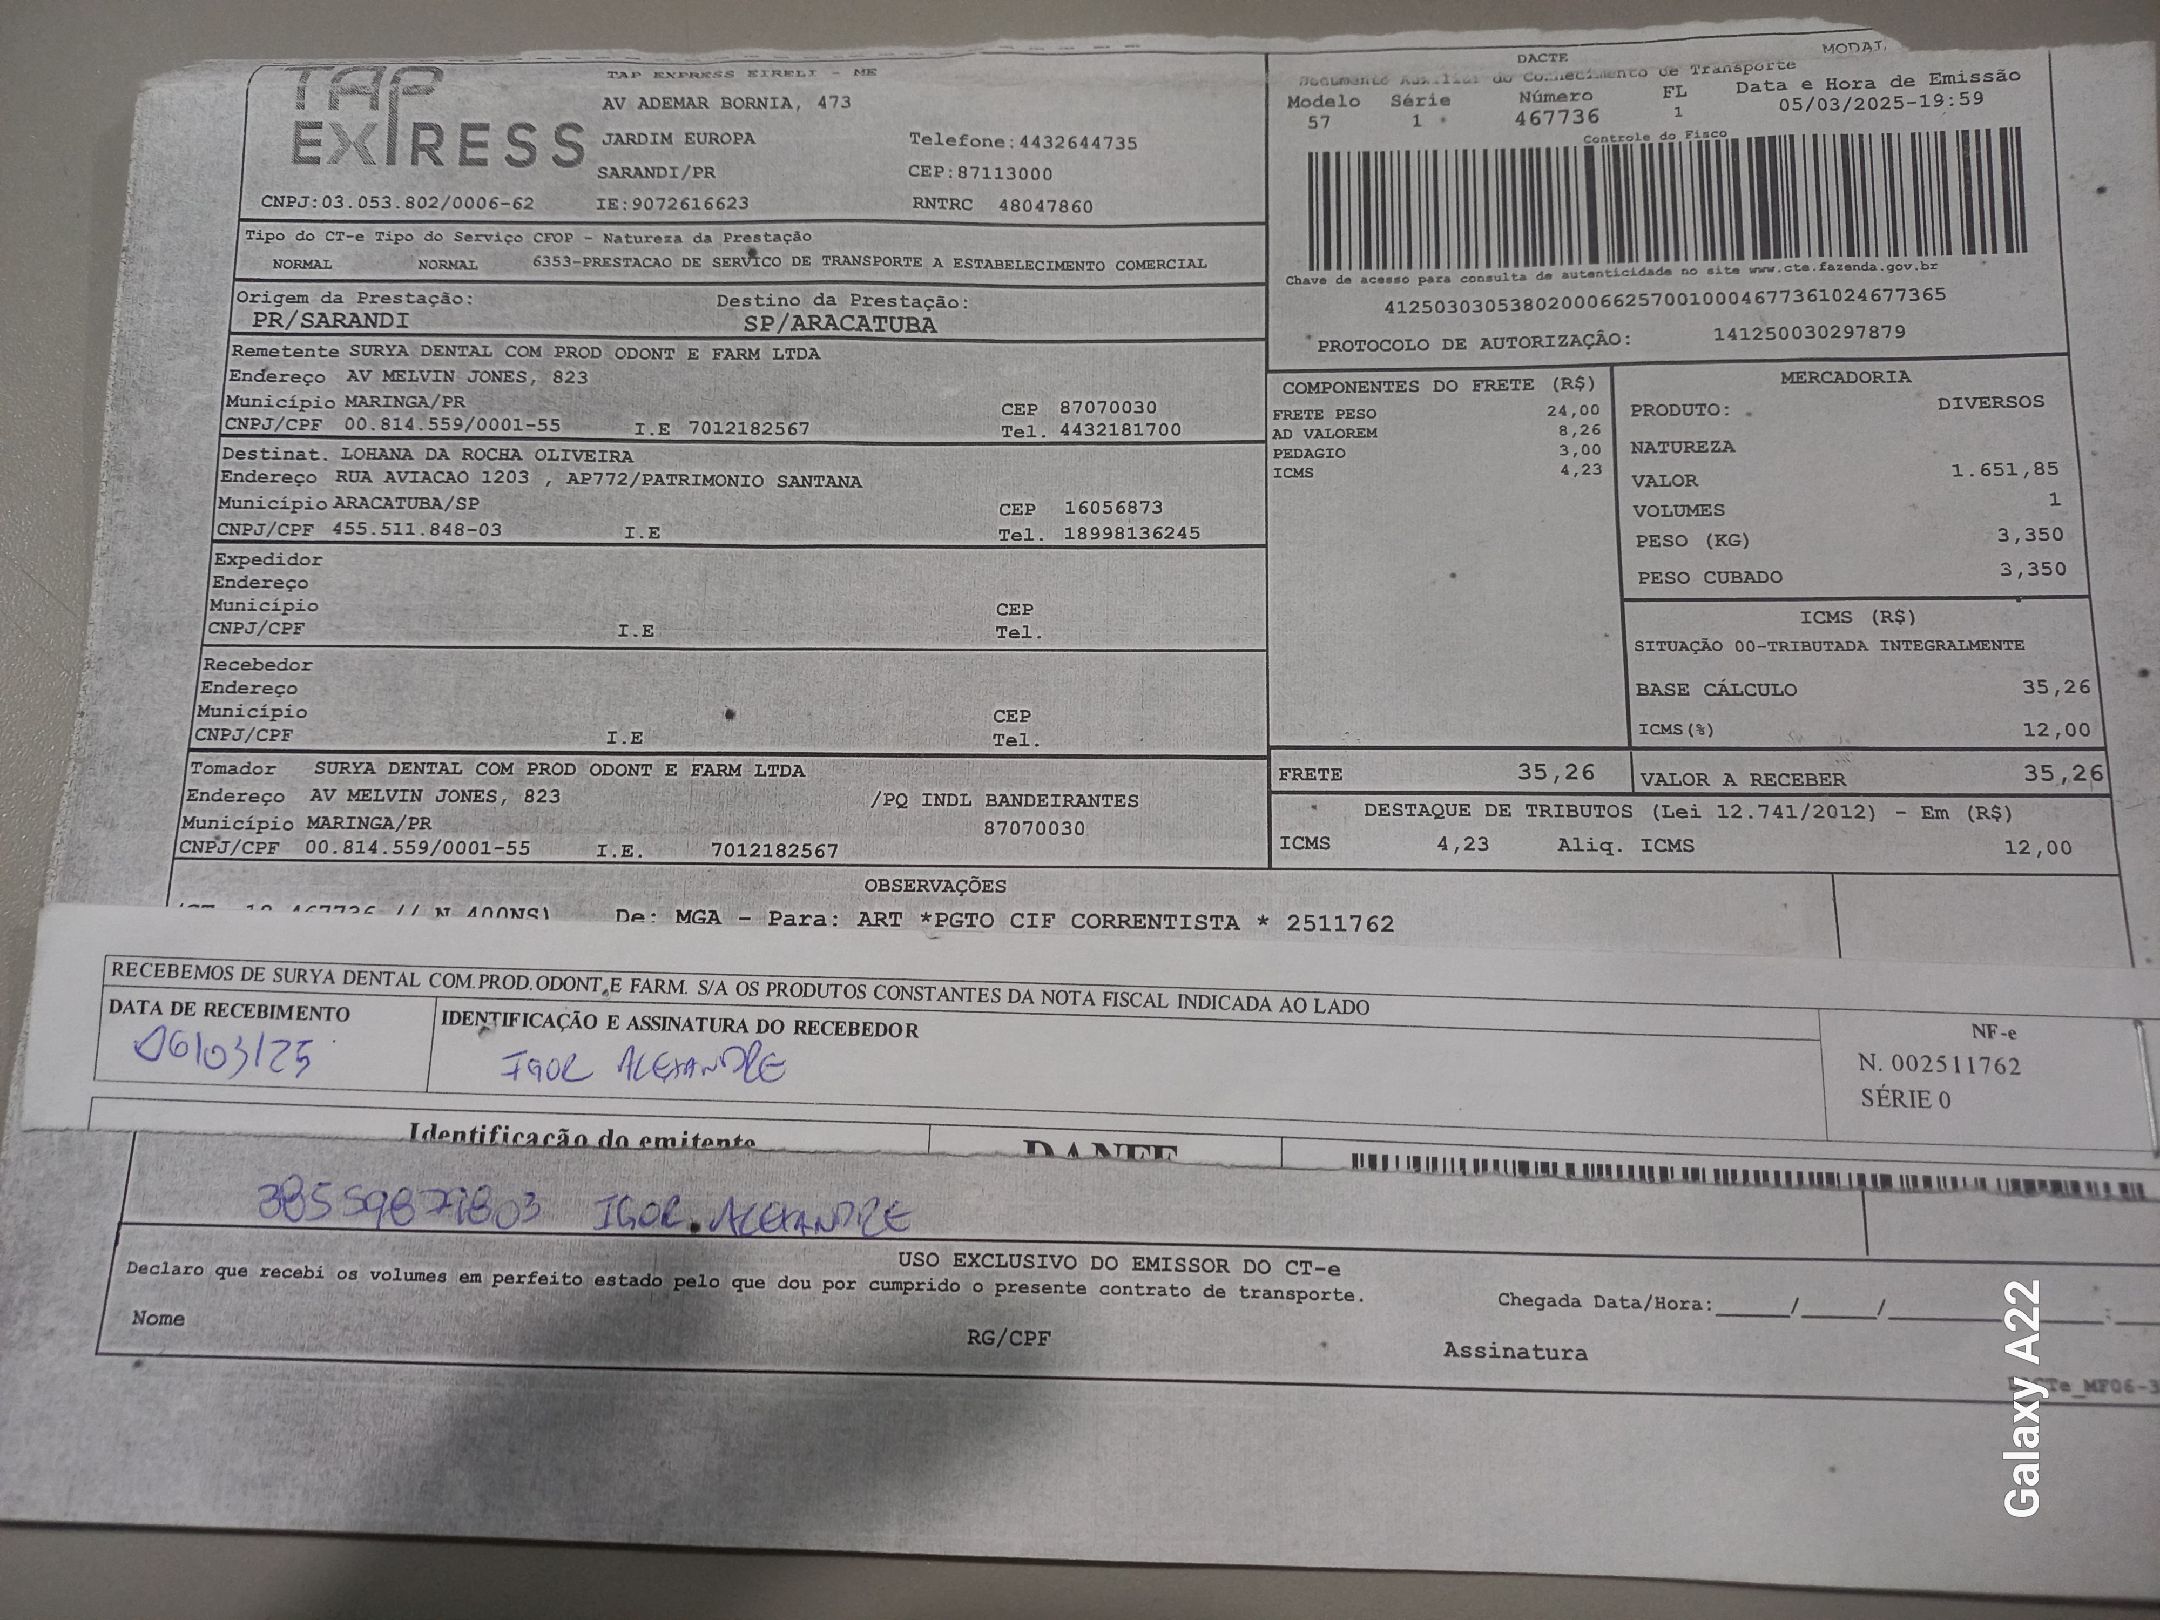 TAP EXPRESS
TAP EXPRESS EIRELI - ME
AV ADEMAR BORNIA, 473
JARDIM EUROPA Telefone:4432644735
SARANDI/PR CEP:87113000
CNPJ:03.053.802/0006-62 IE:9072616623 RNTRC 48047860
DACTE
Documento Auxiliar do Conhecimento de Transporte
MODAL
Modelo Série Número FL Data e Hora de Emissão
57 1 467736 1 05/03/2025-19:59
Controle do Fisco
Chave de acesso para consulta de autenticidade no site www.cte.fazenda.gov.br
41250303053802000662570010004677361024677365
PROTOCOLO DE AUTORIZAÇÃO: 141250030297879
Tipo do CT-e Tipo do Serviço CFOP - Natureza da Prestação
NORMAL NORMAL 6353-PRESTACAO DE SERVICO DE TRANSPORTE A ESTABELECIMENTO COMERCIAL
Origem da Prestação: Destino da Prestação:
PR/SARANDI SP/ARACATUBA
Remetente SURYA DENTAL COM PROD ODONT E FARM LTDA
Endereço AV MELVIN JONES, 823
Município MARINGA/PR CEP 87070030
CNPJ/CPF 00.814.559/0001-55 I.E 7012182567 Tel. 4432181700
Destinat. LOHANA DA ROCHA OLIVEIRA
Endereço RUA AVIACAO 1203 , AP772/PATRIMONIO SANTANA
Município ARACATUBA/SP CEP 16056873
CNPJ/CPF 455.511.848-03 I.E Tel. 18998136245
Expedidor
Endereço
Município CEP
CNPJ/CPF I.E Tel.
Recebedor
Endereço
Município CEP
CNPJ/CPF I.E Tel.
Tomador SURYA DENTAL COM PROD ODONT E FARM LTDA
Endereço AV MELVIN JONES, 823 /PQ INDL BANDEIRANTES
Município MARINGA/PR 87070030
CNPJ/CPF 00.814.559/0001-55 I.E. 7012182567
COMPONENTES DO FRETE (R$)
FRETE PESO 24,00
AD VALOREM 8,26
PEDAGIO 3,00
ICMS 4,23
MERCADORIA
PRODUTO: DIVERSOS
NATUREZA
VALOR 1.651,85
VOLUMES 1
PESO (KG) 3,350
PESO CUBADO 3,350
ICMS (R$)
SITUAÇÃO 00-TRIBUTADA INTEGRALMENTE
BASE CÁLCULO 35,26
ICMS(%) 12,00
FRETE 35,26 VALOR A RECEBER 35,26
DESTAQUE DE TRIBUTOS (Lei 12.741/2012) - Em (R$)
ICMS 4,23 Aliq. ICMS 12,00
OBSERVAÇÕES
De: MGA - Para: ART *PGTO CIF CORRENTISTA * 2511762
RECEBEMOS DE SURYA DENTAL COM.PROD.ODONT.E FARM. S/A OS PRODUTOS CONSTANTES DA NOTA FISCAL INDICADA AO LADO
DATA DE RECEBIMENTO IDENTIFICAÇÃO E ASSINATURA DO RECEBEDOR
06/03/25 IGOR ALEXANDRE
NF-e
N. 002511762
SÉRIE 0
Identificação do emitente DANFE
38559879803 IGOR ALEXANDRE
USO EXCLUSIVO DO EMISSOR DO CT-e
Declaro que recebi os volumes em perfeito estado pelo que dou por cumprido o presente contrato de transporte.
Chegada Data/Hora:_____/_____/
Nome RG/CPF Assinatura
Galaxy A22